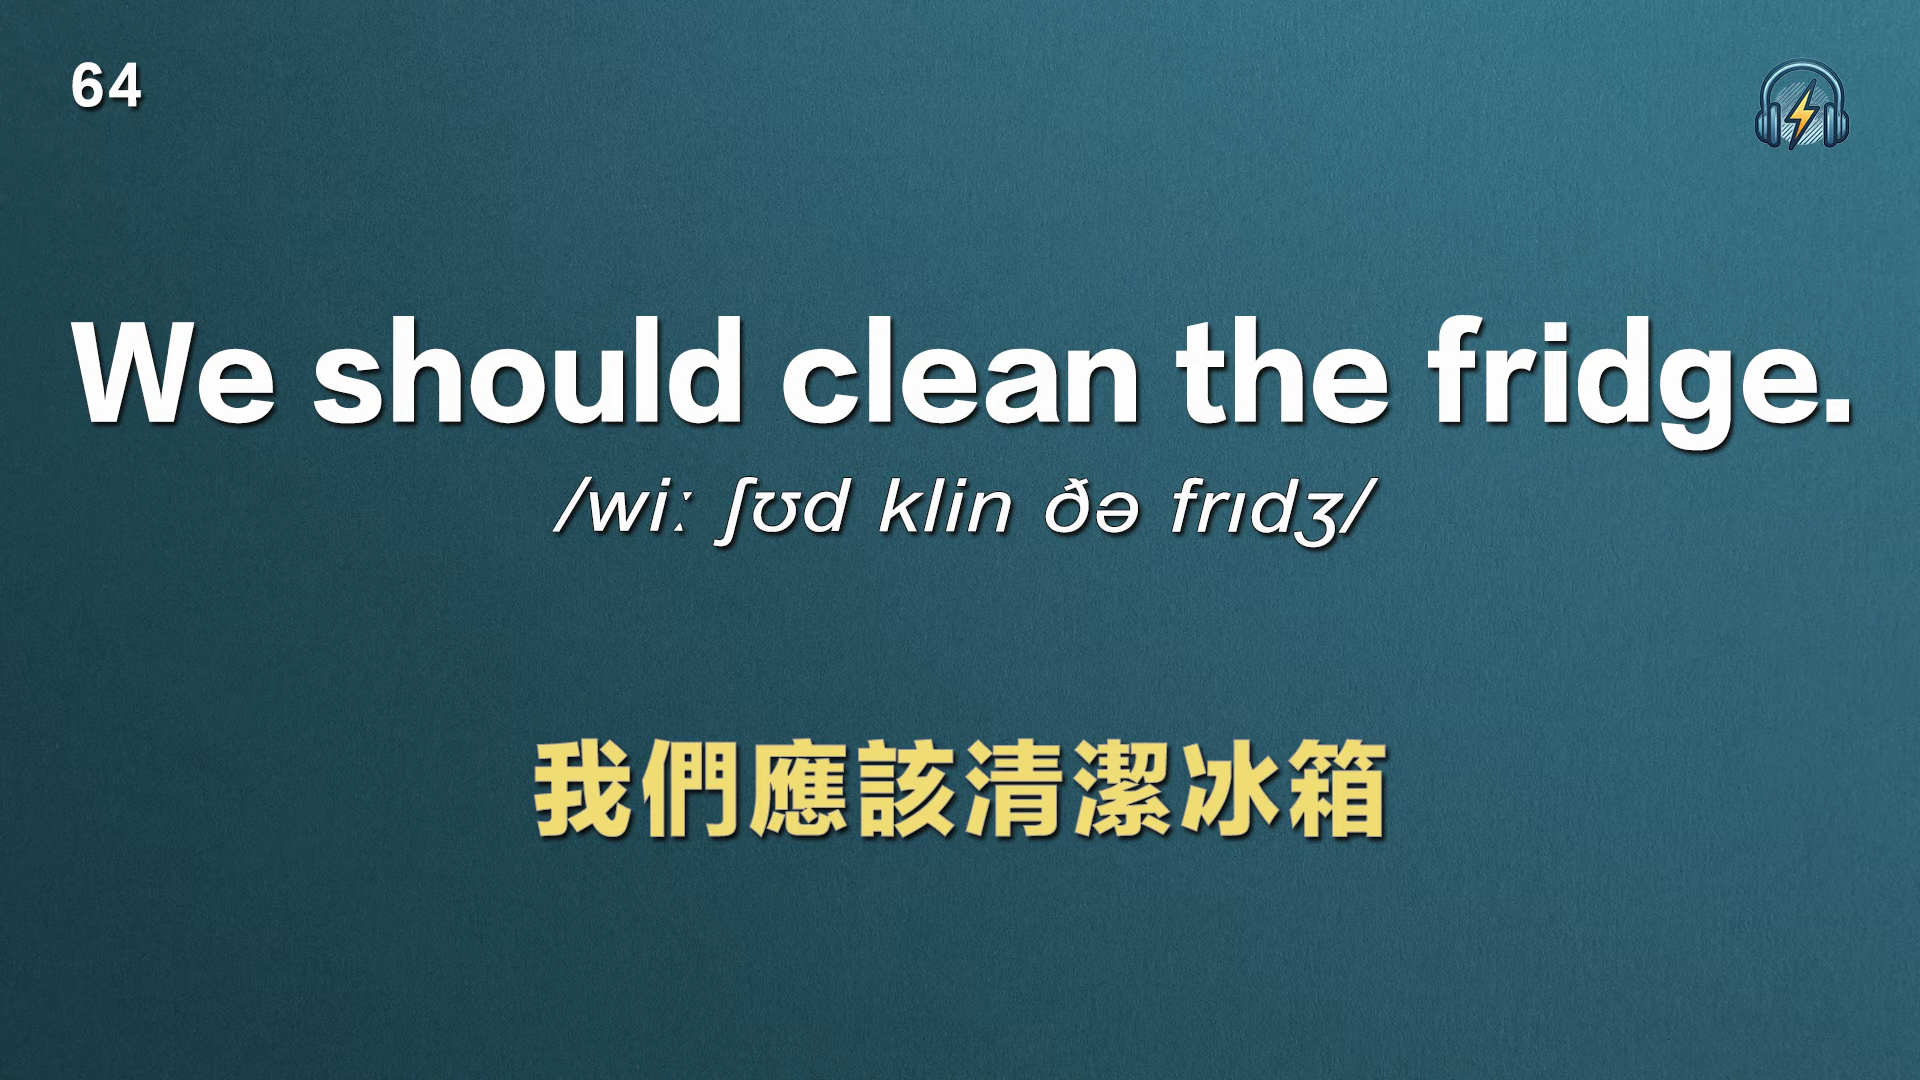 64
We should clean the fridge.
/wiː ʃʊd klin ðə frɪdʒ/
我們應該清潔冰箱